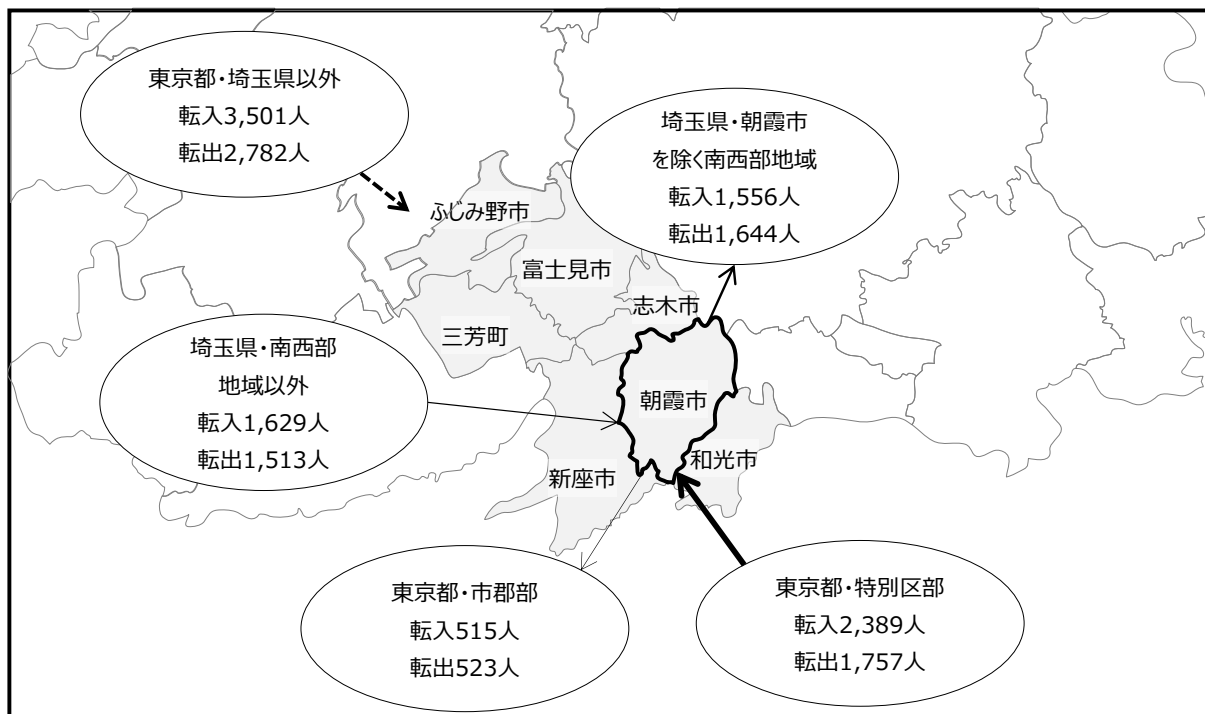 東京都・埼玉県以外
転入3,501人
転出2,782人
埼玉県・朝霞市
を除く南西部地域
転入1,556人
転出1,644人
ふじみ野市
富士見市
志木市
三芳町
埼玉県・南西部
地域以外
転入1,629人
転出1,513人
朝霞市
和光市
新座市
東京都・市郡部
転入515人
転出523人
東京都・特別区部
転入2,389人
転出1,757人